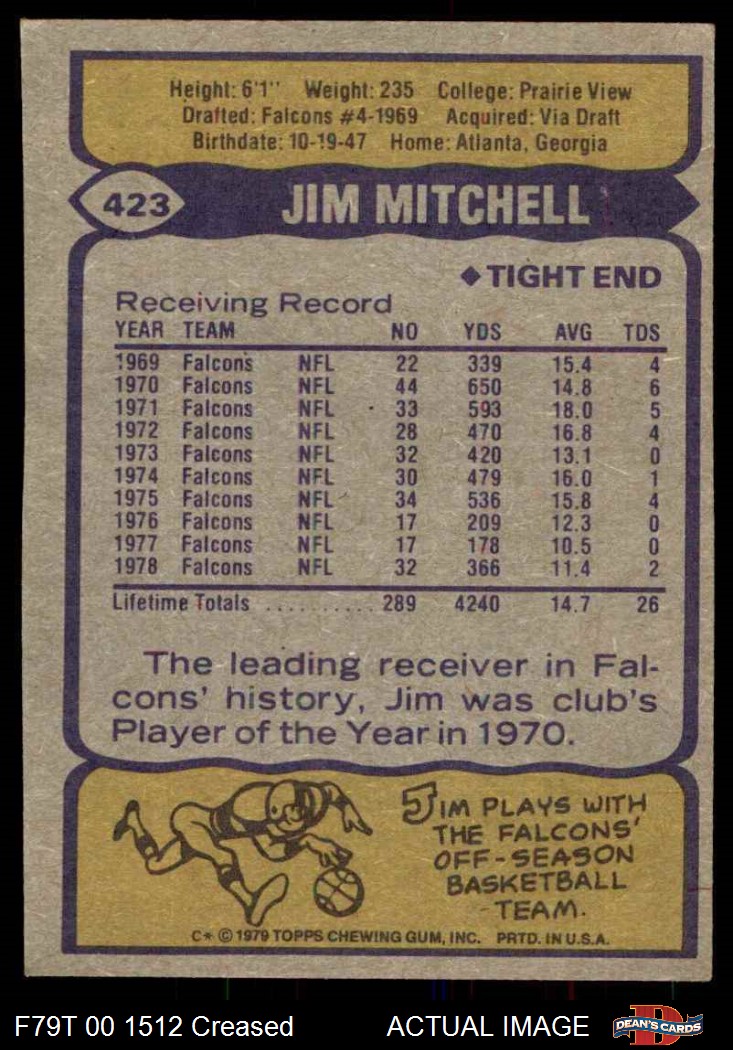 Height: 6'1" Weight: 235 College: Prairie View
Drafted: Falcons #4-1969 Acquired: Via Draft
Birthdate: 10-19-47 Home: Atlanta, Georgia
423 JIM MITCHELL
◆ TIGHT END
Receiving Record
YEAR TEAM NO YDS AVG TDS
1969 Falcons NFL 22 339 15.4 4
1970 Falcons NFL 44 650 14.8 6
1971 Falcons NFL 33 593 18.0 5
1972 Falcons NFL 28 470 16.8 4
1973 Falcons NFL 32 420 13.1 0
1974 Falcons NFL 30 479 16.0 1
1975 Falcons NFL 34 536 15.8 4
1976 Falcons NFL 17 209 12.3 0
1977 Falcons NFL 17 178 10.5 0
1978 Falcons NFL 32 366 11.4 2
Lifetime Totals .......... 289 4240 14.7 26
The leading receiver in Fal-
cons' history, Jim was club's
Player of the Year in 1970.
JIM PLAYS WITH
THE FALCONS'
OFF-SEASON
BASKETBALL
TEAM.
C* © 1979 TOPPS CHEWING GUM, INC. PRTD. IN U.S.A.
F79T 00 1512 Creased ACTUAL IMAGE D DEAN'S CARDS